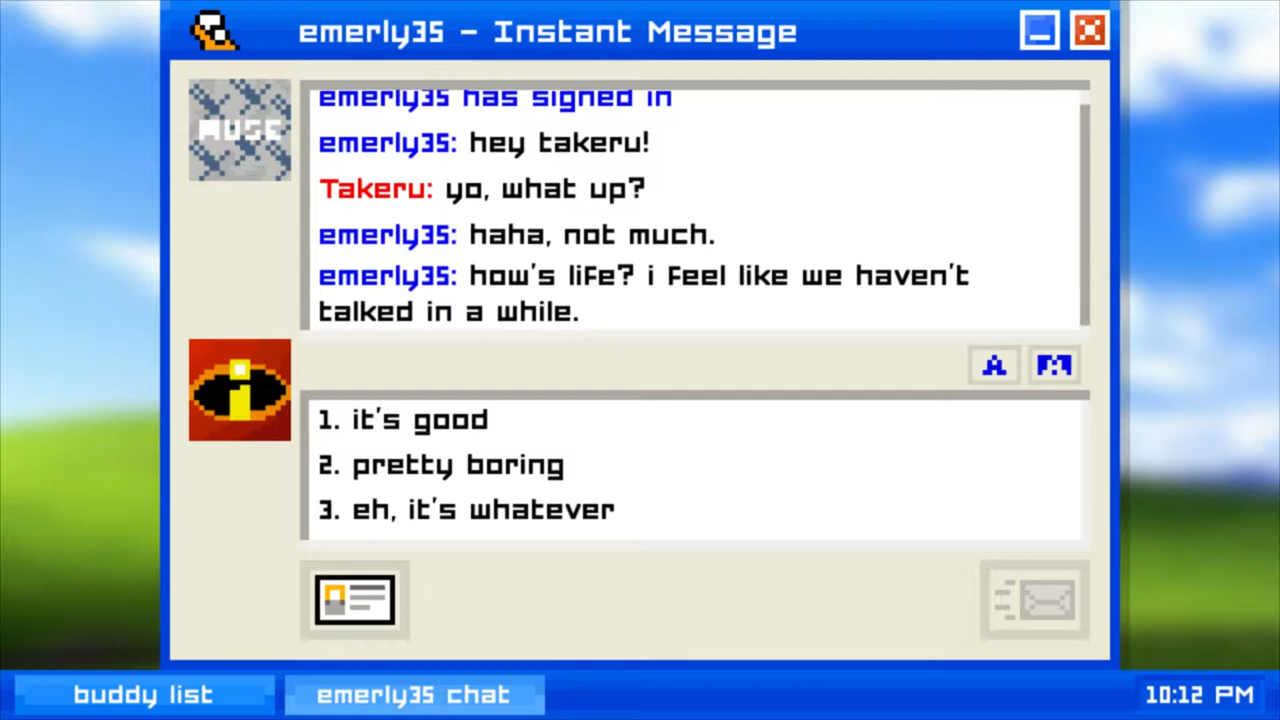 emerly35 - Instant Message
emerly35 has signed in
MUSE
emerly35: hey takeru!
Takeru: yo, what up?
emerly35: haha, not much.
emerly35: how's life? i feel like we haven't
talked in a while.
i
A
1. it's good
2. pretty boring
3. eh, it's whatever
buddy list
emerly35 chat
10:12 PM